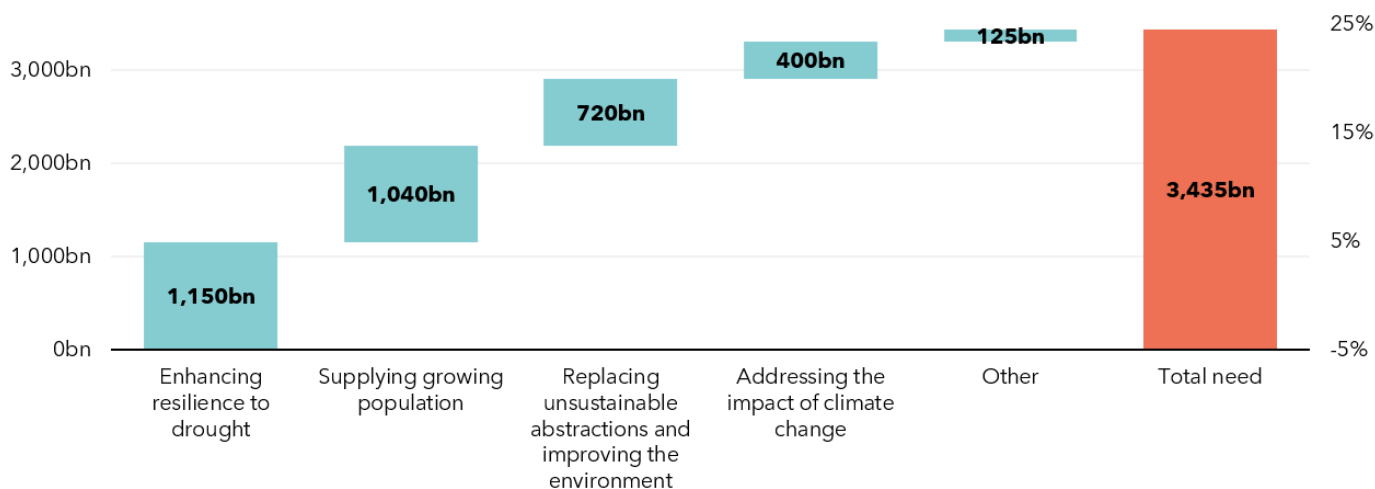 25%
3,000bn
2,000bn
1,000bn
0bn
15%
5%
-5%
1,150bn
1,040bn
720bn
400bn
125bn
3,435bn
Enhancing
resilience to
drought
Supplying growing
population
Replacing
unsustainable
abstractions and
improving the
environment
Addressing the
impact of climate
change
Other
Total need